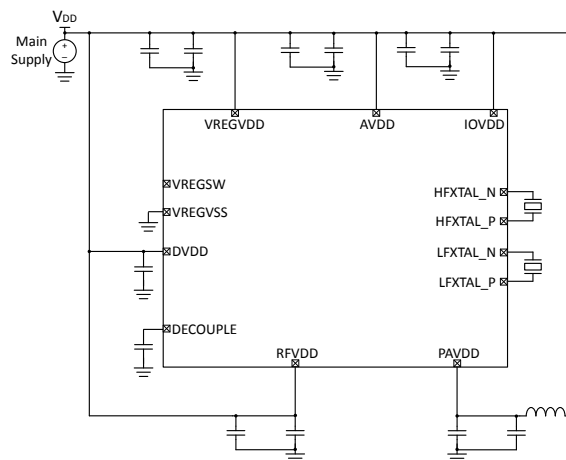 VDD
Main
Supply
+
–
VREGVDD
AVDD
IOVDD
VREGSW
HFXTAL_N
VREGVSS
HFXTAL_P
DVDD
LFXTAL_N
LFXTAL_P
DECOUPLE
RFVDD
PAVDD